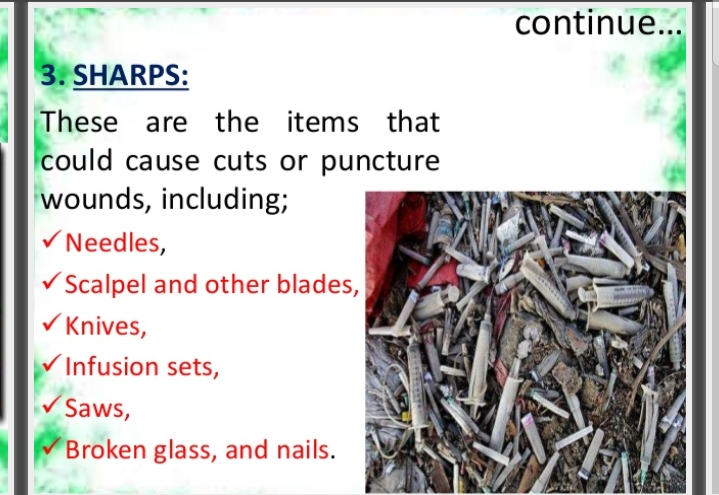 continue...
3. SHARPS:
These are the items that
could cause cuts or puncture
wounds, including;
✓ Needles,
✓ Scalpel and other blades,
✓ Knives,
✓ Infusion sets,
✓ Saws,
✓ Broken glass, and nails.